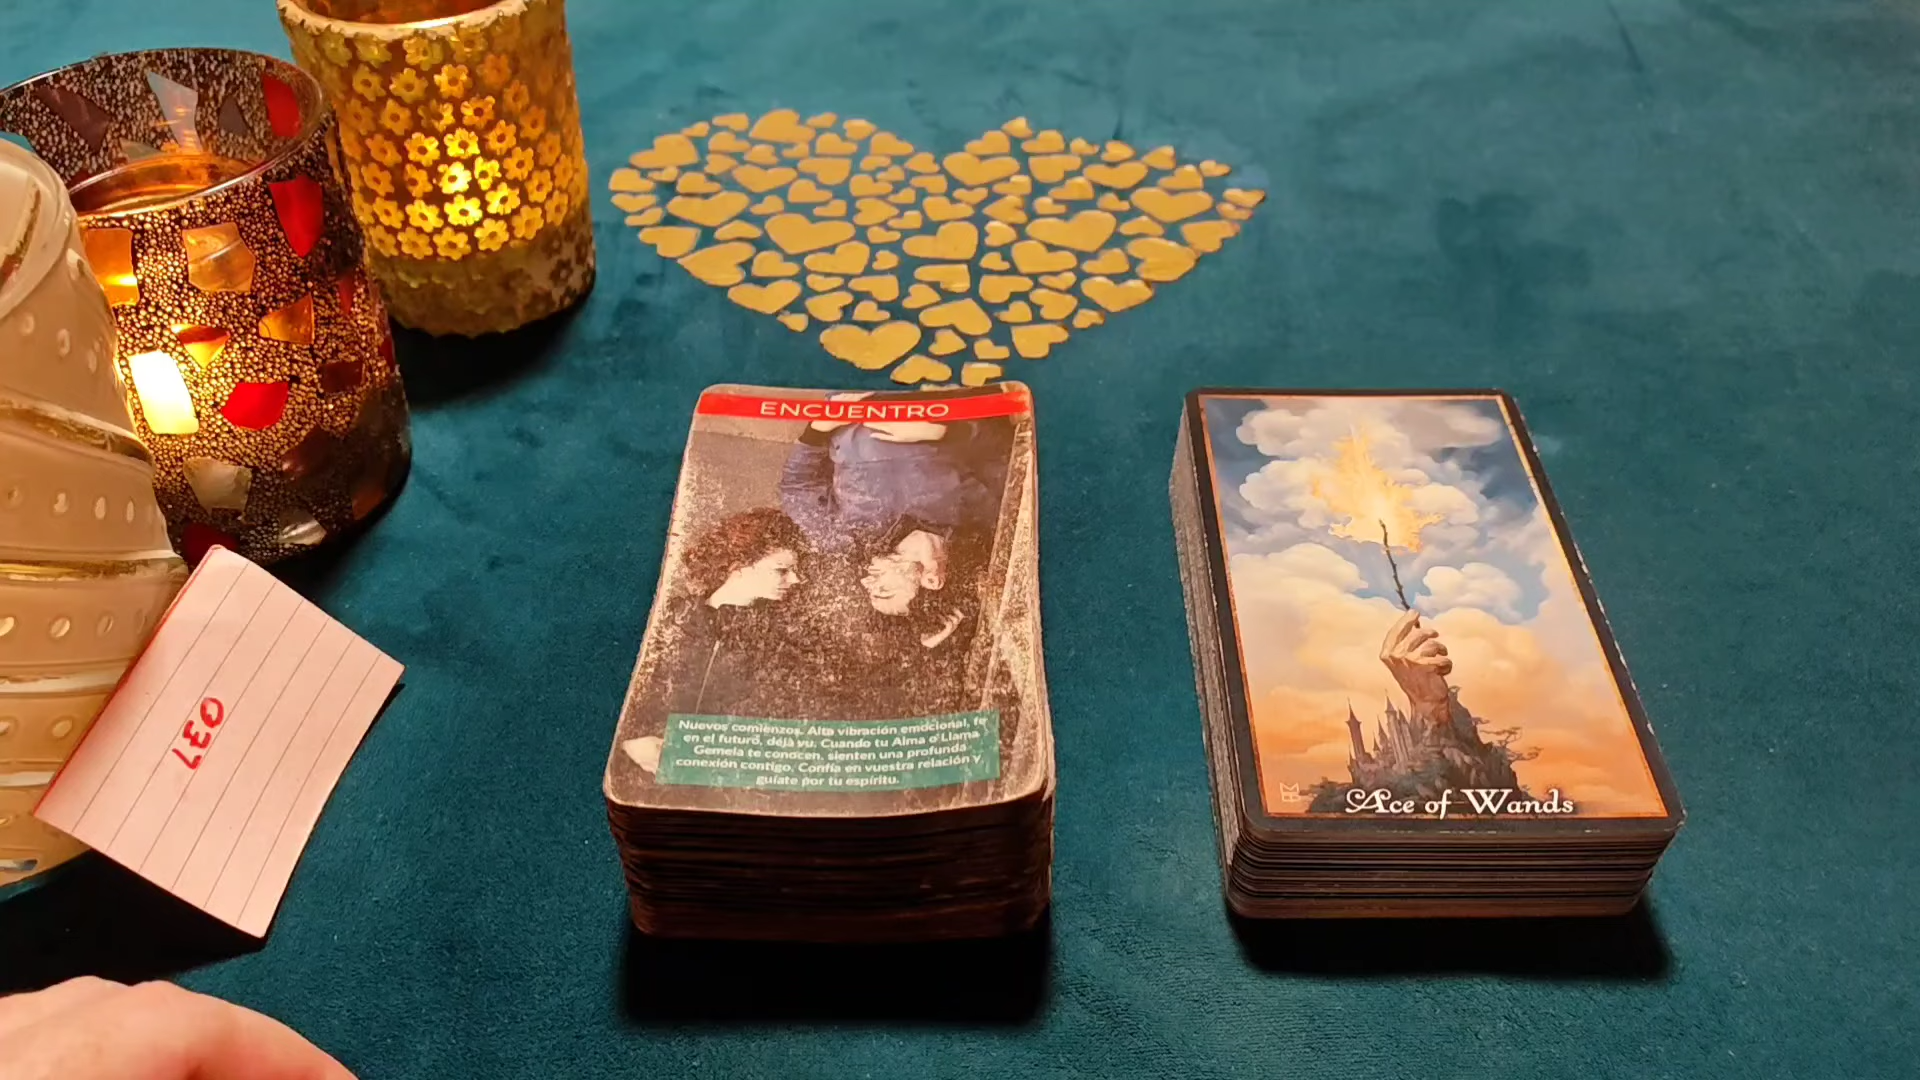 ENCUENTRO
Nuevos comienzos. Alta vibración emocional, fe
en el futuro, déjà vu. Cuando tu Alma o Llama
Gemela te conocen, sienten una profunda
conexión contigo. Confía en vuestra relación y
guíate por tu espíritu.
Ace of Wands
037